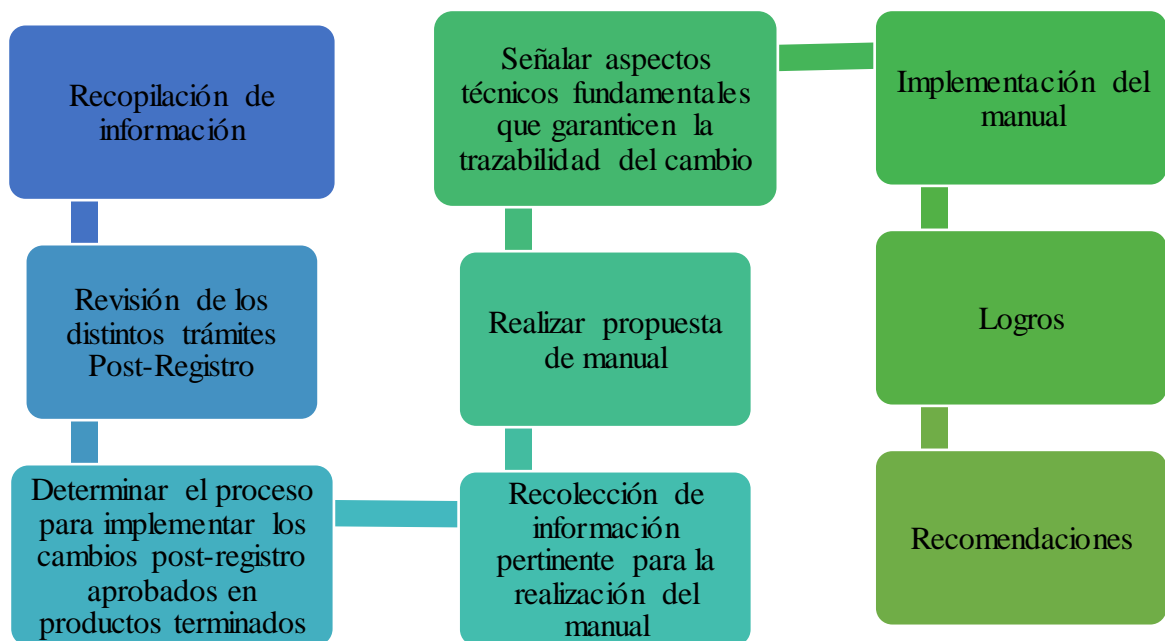 Recopilación de
información
Revisión de los
distintos trámites
Post-Registro
Determinar el proceso
para implementar los
cambios post-registro
aprobados en
productos terminados
Recolección de
información
pertinente para la
realización del
manual
Realizar propuesta
de manual
Señalar aspectos
técnicos fundamentales
que garanticen la
trazabilidad del cambio
Implementación del
manual
Logros
Recomendaciones